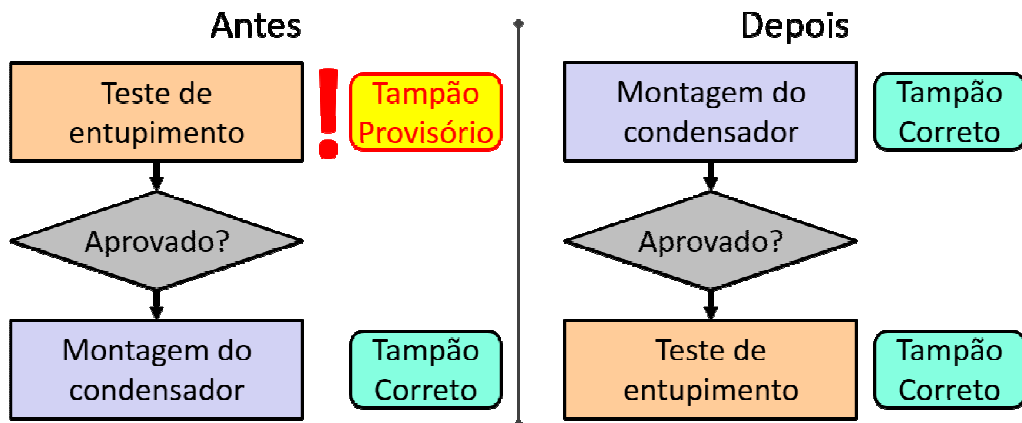 Antes
Teste de
entupimento
!
Tampão
Provisório
Aprovado?
Montagem do
condensador
Tampão
Correto
Depois
Montagem do
condensador
Tampão
Correto
Aprovado?
Teste de
entupimento
Tampão
Correto